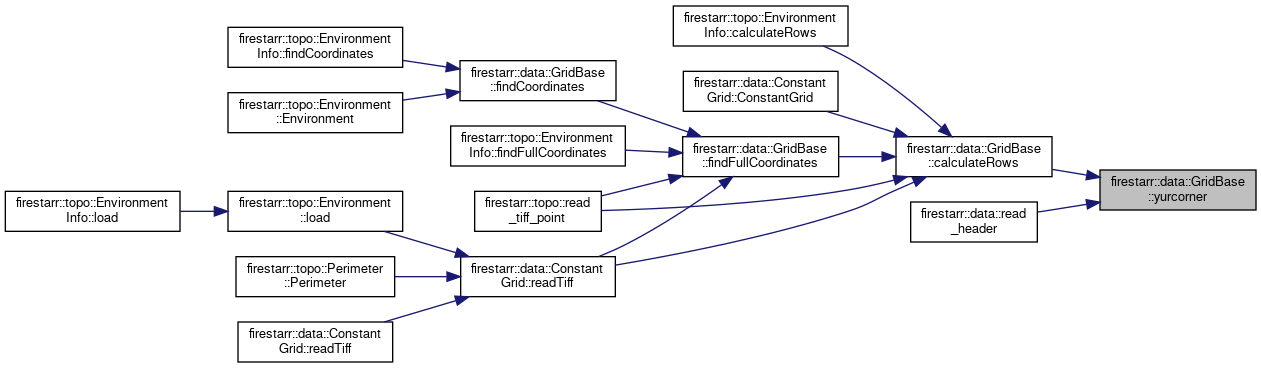 firestarr::topo::Environment
Info::findCoordinates
firestarr::topo::Environment
::Environment
firestarr::data::GridBase
::findCoordinates
firestarr::topo::Environment
Info::findFullCoordinates
firestarr::topo::read
_tiff_point
firestarr::topo::Environment
Info::load
firestarr::topo::Environment
::load
firestarr::topo::Perimeter
::Perimeter
firestarr::data::Constant
Grid::readTiff
firestarr::data::Constant
Grid::readTiff
firestarr::topo::Environment
Info::calculateRows
firestarr::data::Constant
Grid::ConstantGrid
firestarr::data::GridBase
::findFullCoordinates
firestarr::data::GridBase
::calculateRows
firestarr::data::read
_header
firestarr::data::GridBase
::yurcorner